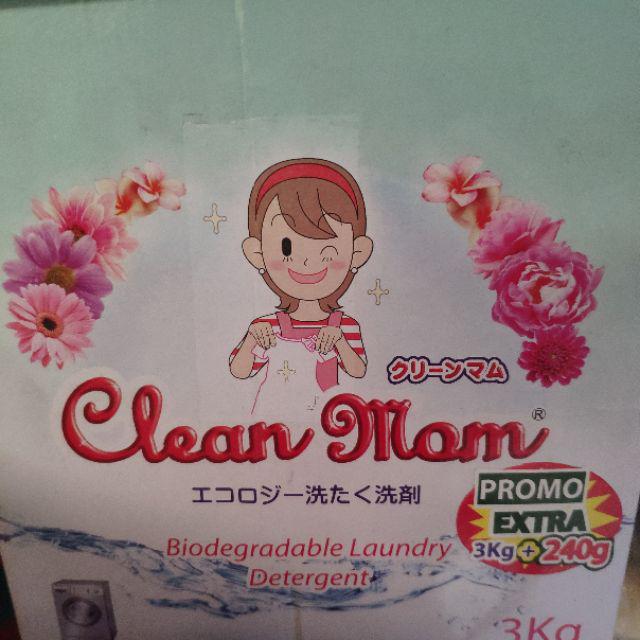 クリーンマム
Clean Mom®
エコロジー洗たく洗剤
PROMO
EXTRA
3Kg + 240g
Biodegradable Laundry
Detergent
3Kg